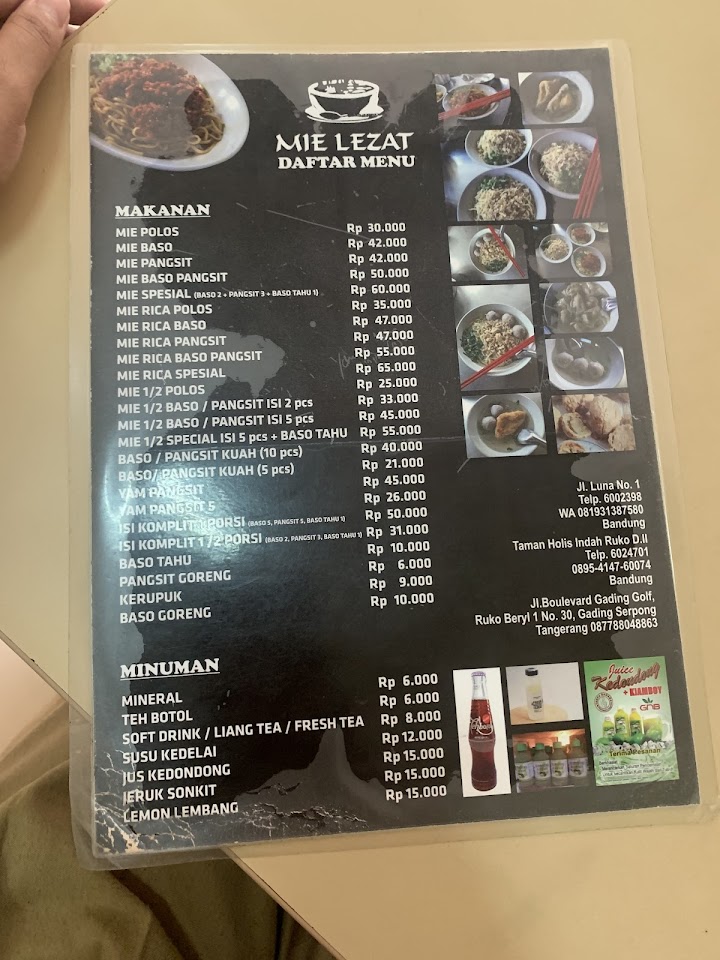 MIE LEZAT
DAFTAR MENU
MAKANAN
MIE POLOS Rp 30.000
MIE BASO Rp 42.000
MIE PANGSIT Rp 42.000
MIE BASO PANGSIT Rp 50.000
MIE SPESIAL (BASO 2 + PANGSIT 3 + BASO TAHU 1) Rp 60.000
MIE RICA POLOS Rp 35.000
MIE RICA BASO Rp 47.000
MIE RICA PANGSIT Rp 47.000
MIE RICA BASO PANGSIT Rp 55.000
MIE RICA SPESIAL Rp 65.000
MIE 1/2 POLOS Rp 25.000
MIE 1/2 BASO / PANGSIT ISI 2 pcs Rp 33.000
MIE 1/2 BASO / PANGSIT ISI 5 pcs Rp 45.000
MIE 1/2 SPECIAL ISI 5 pcs + BASO TAHU Rp 55.000
BASO / PANGSIT KUAH (10 pcs) Rp 40.000
BASO/ PANGSIT KUAH (5 pcs) Rp 21.000
YAM PANGSIT Rp 45.000
YAM PANGSIT 5 Rp 26.000
ISI KOMPLIT 1 PORSI (BASO 5, PANGSIT 5, BASO TAHU 1) Rp 50.000
ISI KOMPLIT 1/2 PORSI (BASO 2, PANGSIT 3, BASO TAHU 1) Rp 31.000
BASO TAHU Rp 10.000
PANGSIT GORENG Rp 6.000
KERUPUK Rp 9.000
BASO GORENG Rp 10.000
Jl. Luna No. 1
Telp. 6002398
WA 081931387580
Bandung
Taman Holis Indah Ruko D.II
Telp. 6024701
0895-4147-60074
Bandung
Jl.Boulevard Gading Golf,
Ruko Beryl 1 No. 30, Gading Serpong
Tangerang 087788048863
MINUMAN
MINERAL Rp 6.000
TEH BOTOL Rp 6.000
SOFT DRINK / LIANG TEA / FRESH TEA Rp 8.000
SUSU KEDELAI Rp 12.000
JUS KEDONDONG Rp 15.000
JERUK SONKIT Rp 15.000
LEMON LEMBANG Rp 15.000
Juice
Kedondong
+ KIAMBOY
GNB
Terima Pesanan